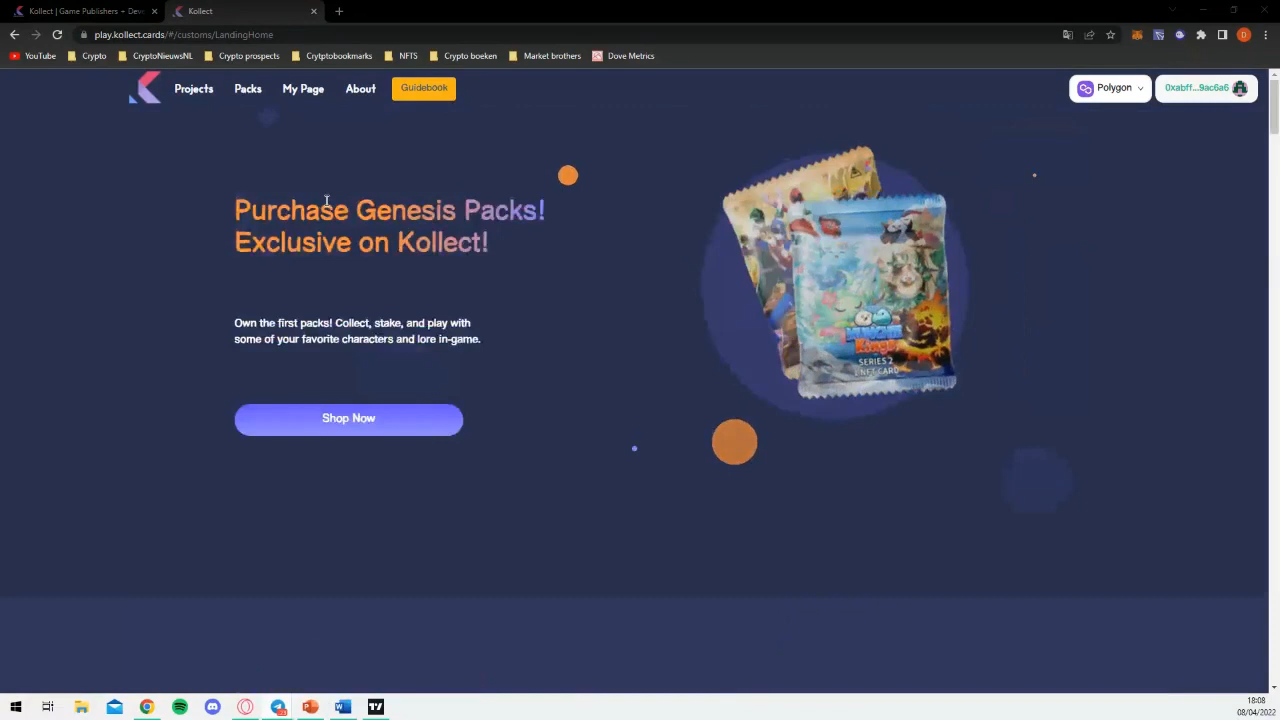 Kollect | Game Publishers + Deve
Kollect
play.kollect.cards/#/customs/LandingHome
YouTube
Crypto
CryptoNieuwsNL
Crypto prospects
Cryptobookmarks
NFTS
Crypto boeken
Market brothers
Dove Metrics
Projects
Packs
My Page
About
Guidebook
Polygon
0xabff...9ac6a6
Purchase Genesis Packs!
Exclusive on Kollect!
Own the first packs! Collect, stake, and play with
some of your favorite characters and lore in-game.
Shop Now
SERIES 2
NFT CARD
18:08
08/04/2022